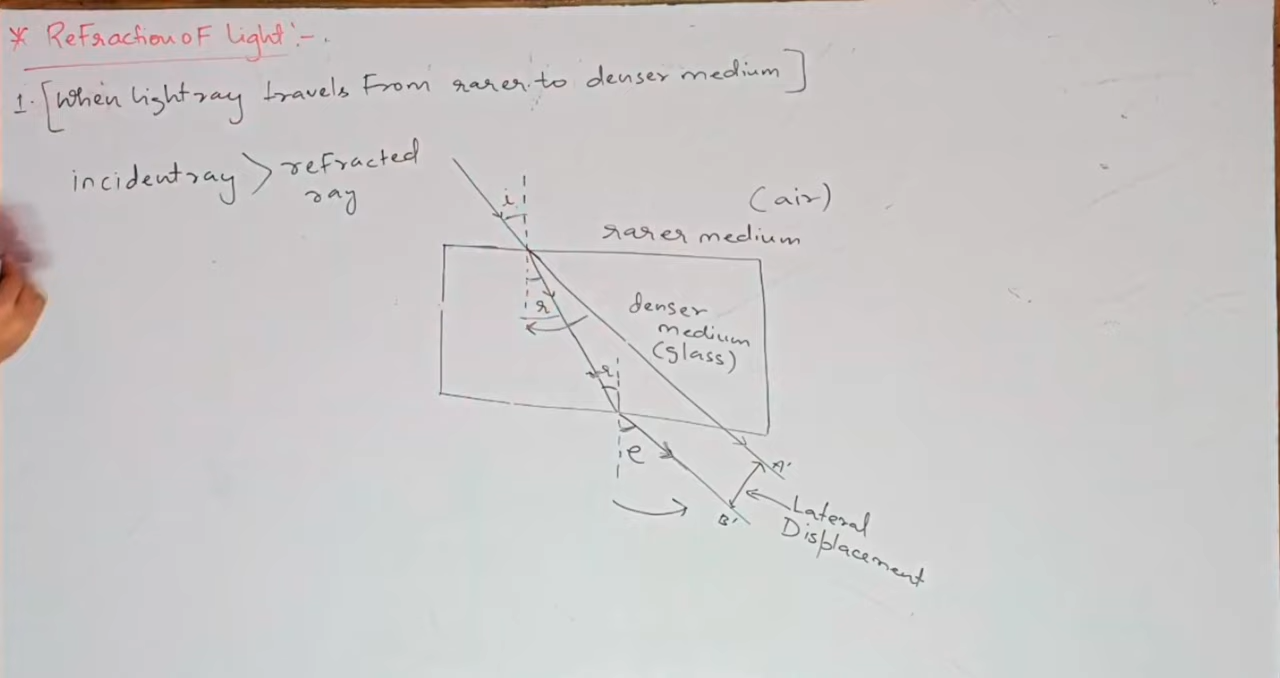 * Refraction of light :- .
1. [When light ray travels From rarer to denser medium]
incident ray > refracted ray
i
(air)
rarer medium
r
denser
medium
(glass)
r
e
A'
B'
Lateral
Displacement